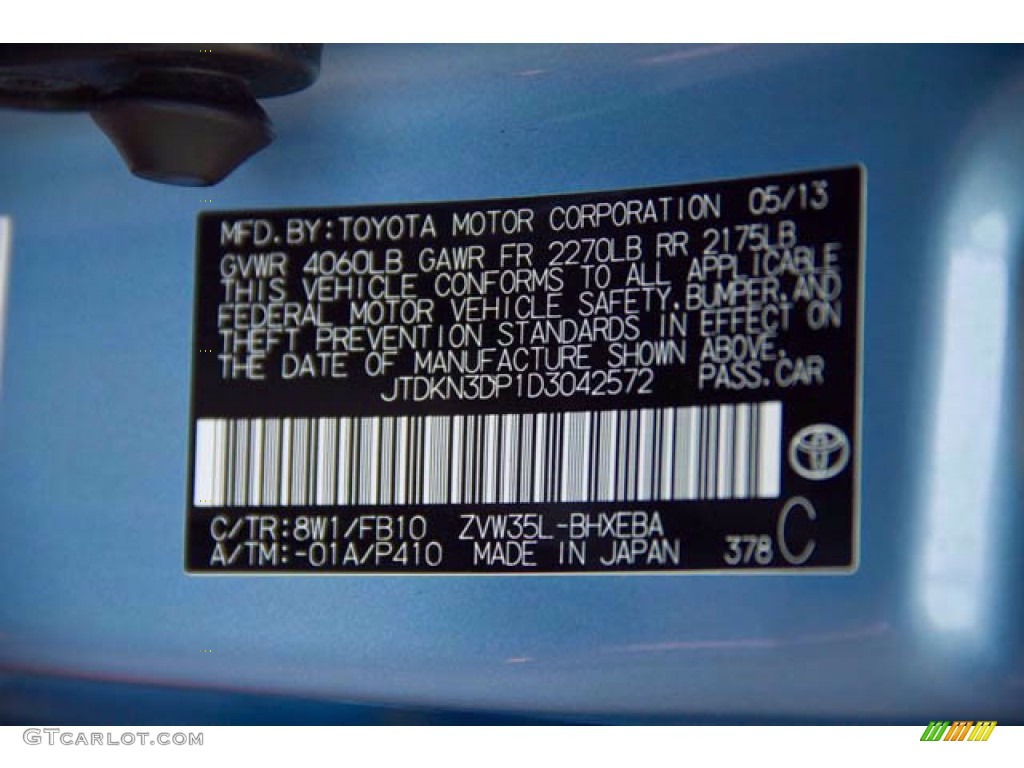 MFD.BY:TOYOTA MOTOR CORPORATION 05/13
GVWR 4060LB GAWR FR 2270LB RR 2175LB
THIS VEHICLE CONFORMS TO ALL APPLICABLE
FEDERAL MOTOR VEHICLE SAFETY,BUMPER,AND
THEFT PREVENTION STANDARDS IN EFFECT ON
THE DATE OF MANUFACTURE SHOWN ABOVE.
JTDKN3DP1D3042572 PASS.CAR
C/TR:8W1/FB10 ZVW35L-BHXEBA
A/TM:-01A/P410 MADE IN JAPAN 378 C
GTCarLot.com